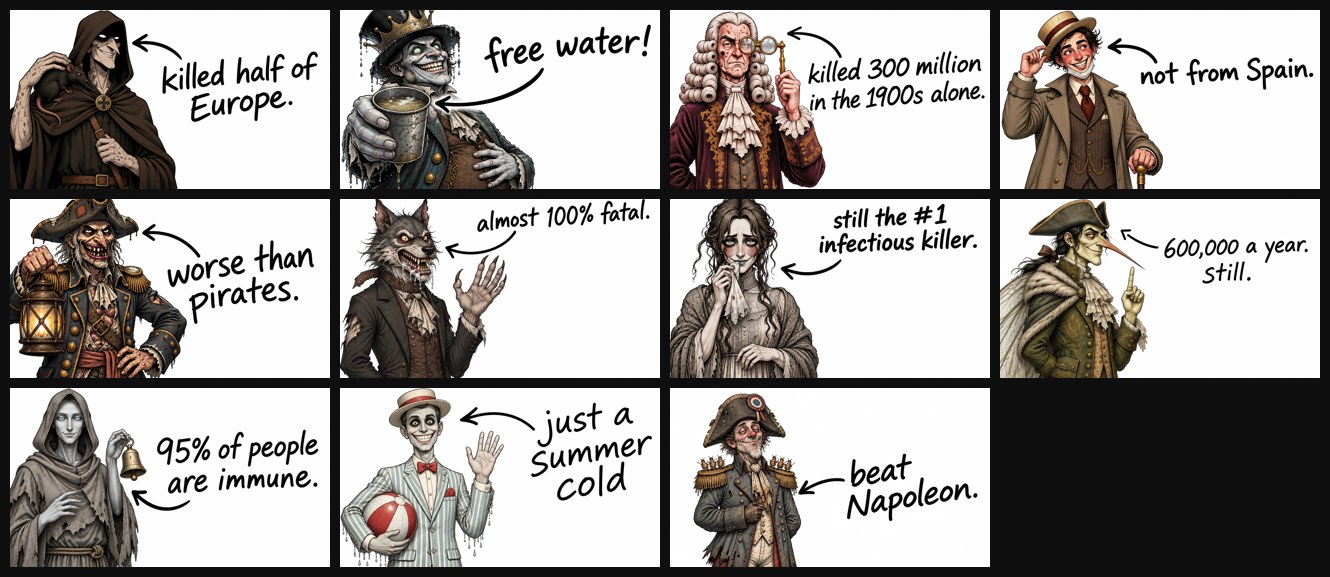 killed half of
Europe.
free water!
killed 300 million
in the 1900s alone.
not from Spain.
worse than
pirates.
almost 100% fatal.
still the #1
infectious killer.
600,000 a year.
still.
95% of people
are immune.
just a
summer
cold
beat
Napoleon.